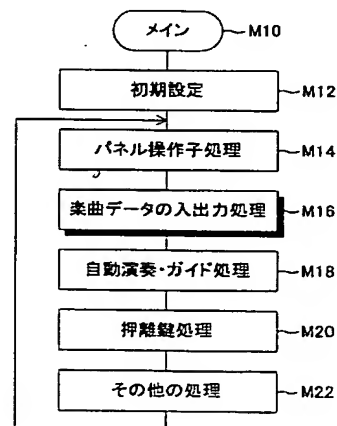 メイン M10
初期設定 M12
パネル操作子処理 M14
楽曲データの入出力処理 M16
自動演奏・ガイド処理 M18
押離鍵処理 M20
その他の処理 M22